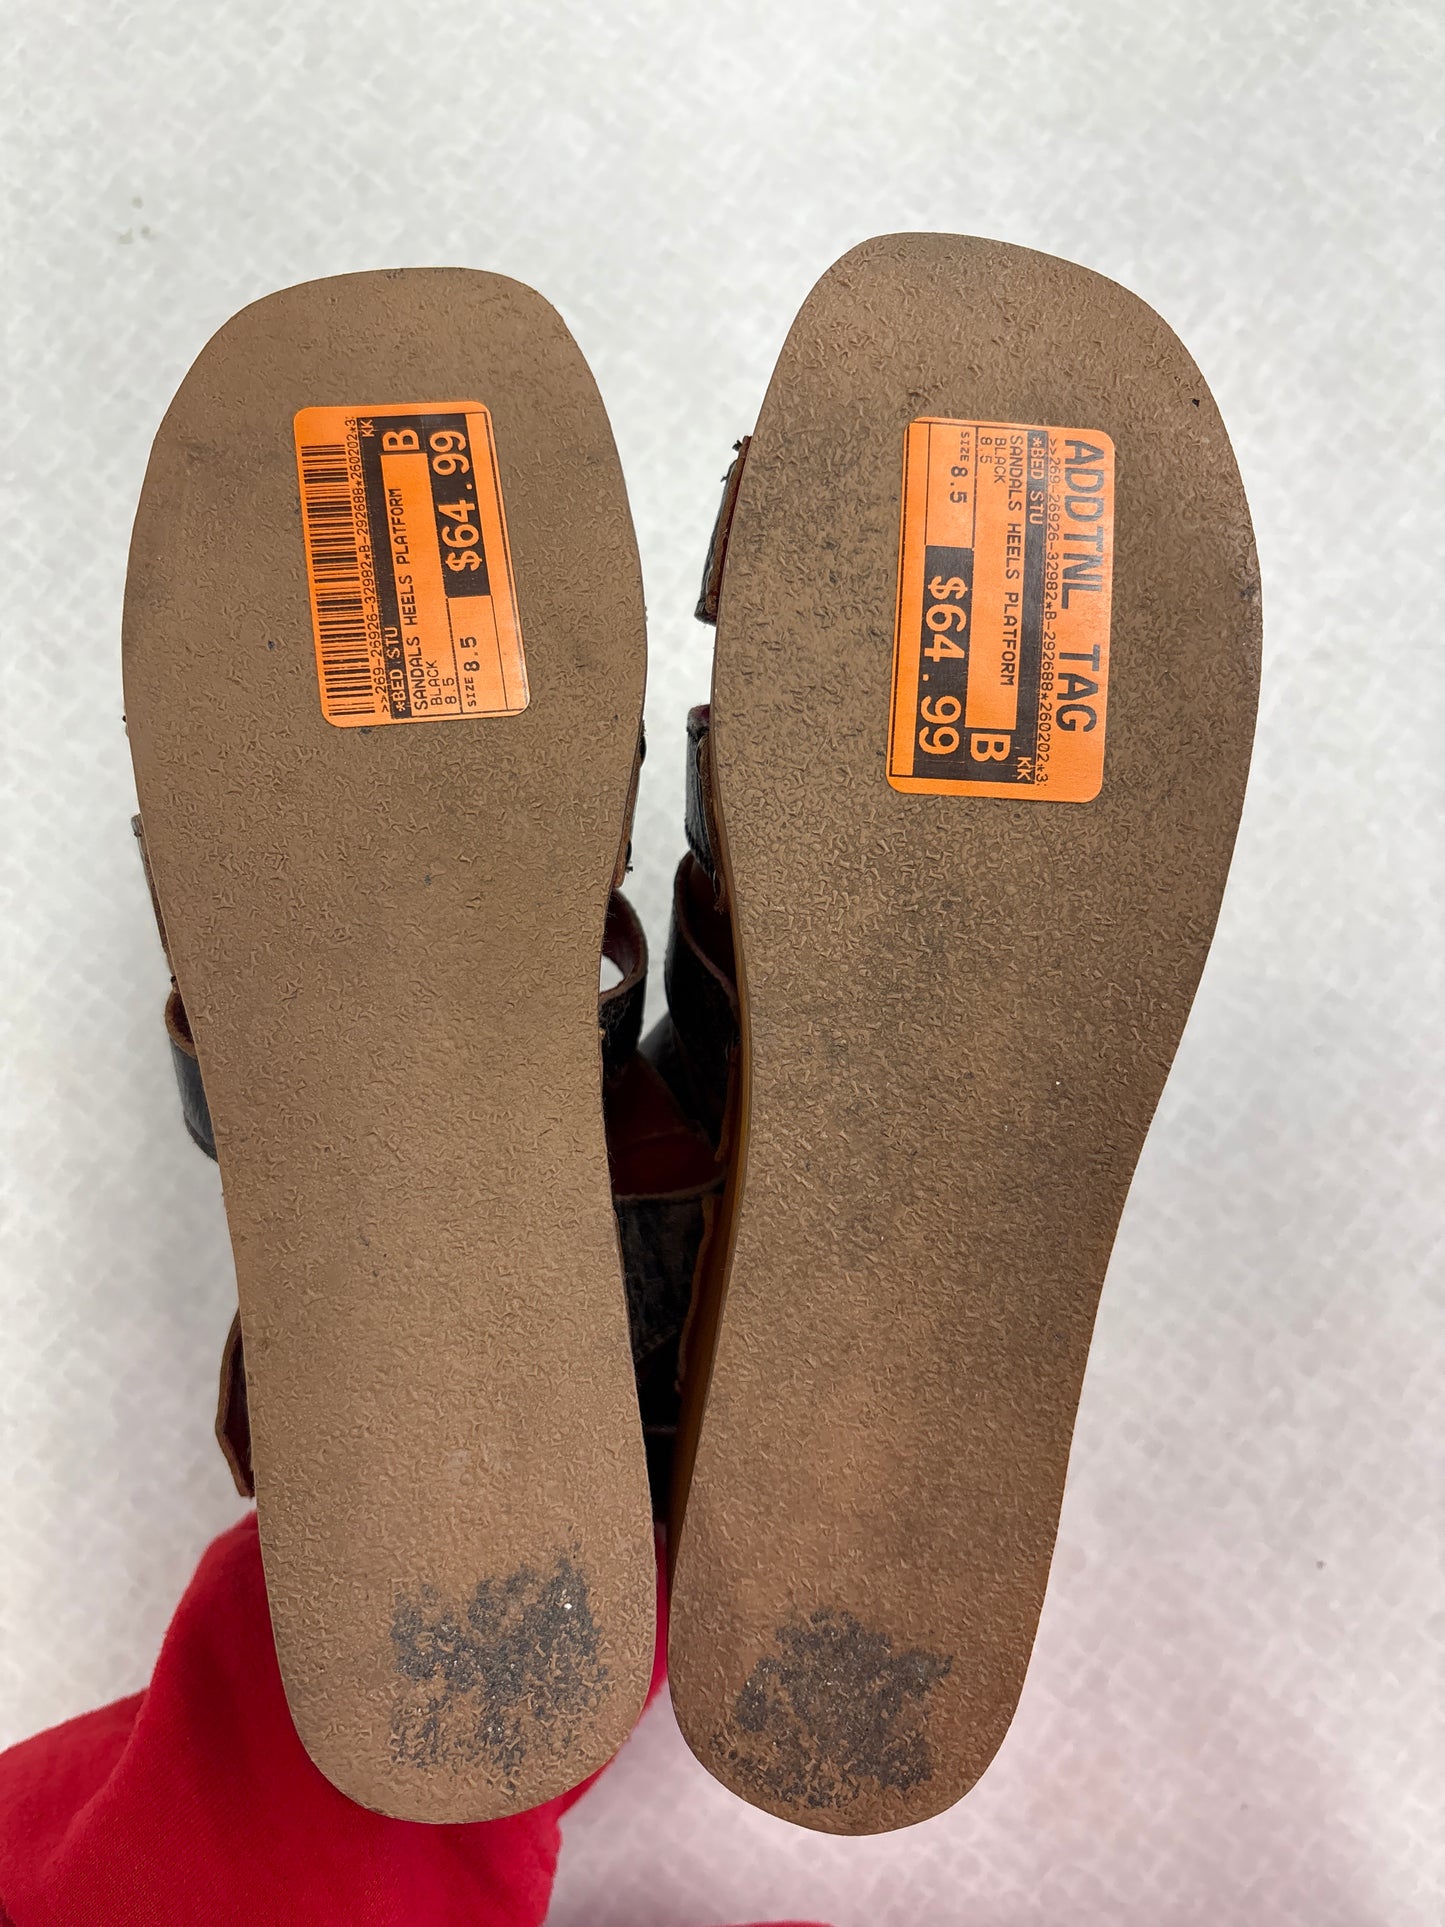 KK
>>269-26926-32982*B-292688*260202*3:
*BED STU
B
SANDALS HEELS PLATFORM
BLACK
8.5
$64.99
SIZE 8.5
ADDTNL TAG
>>269-26926-32982*B-292688*260202*3:
KK
*BED STU
SANDALS HEELS PLATFORM
B
BLACK
8.5
$64.99
SIZE 8.5